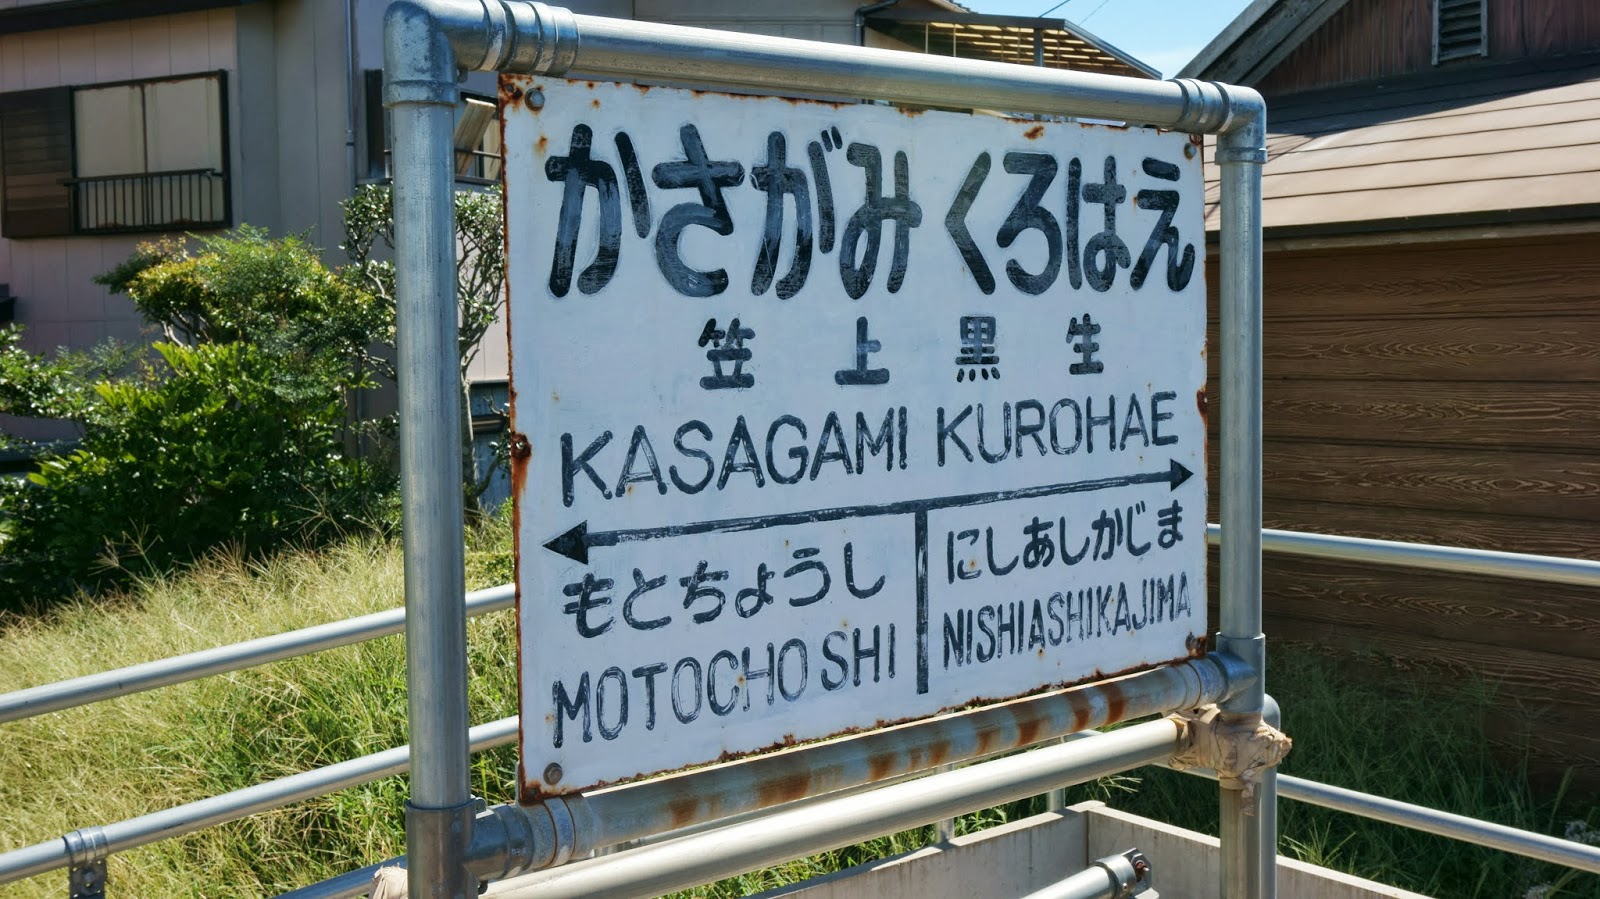 かさがみ くろはえ
笠上黒生
KASAGAMI KUROHAE
もとちょうし
MOTOCHOSHI
にしあしかじま
NISHIASHIKAJIMA